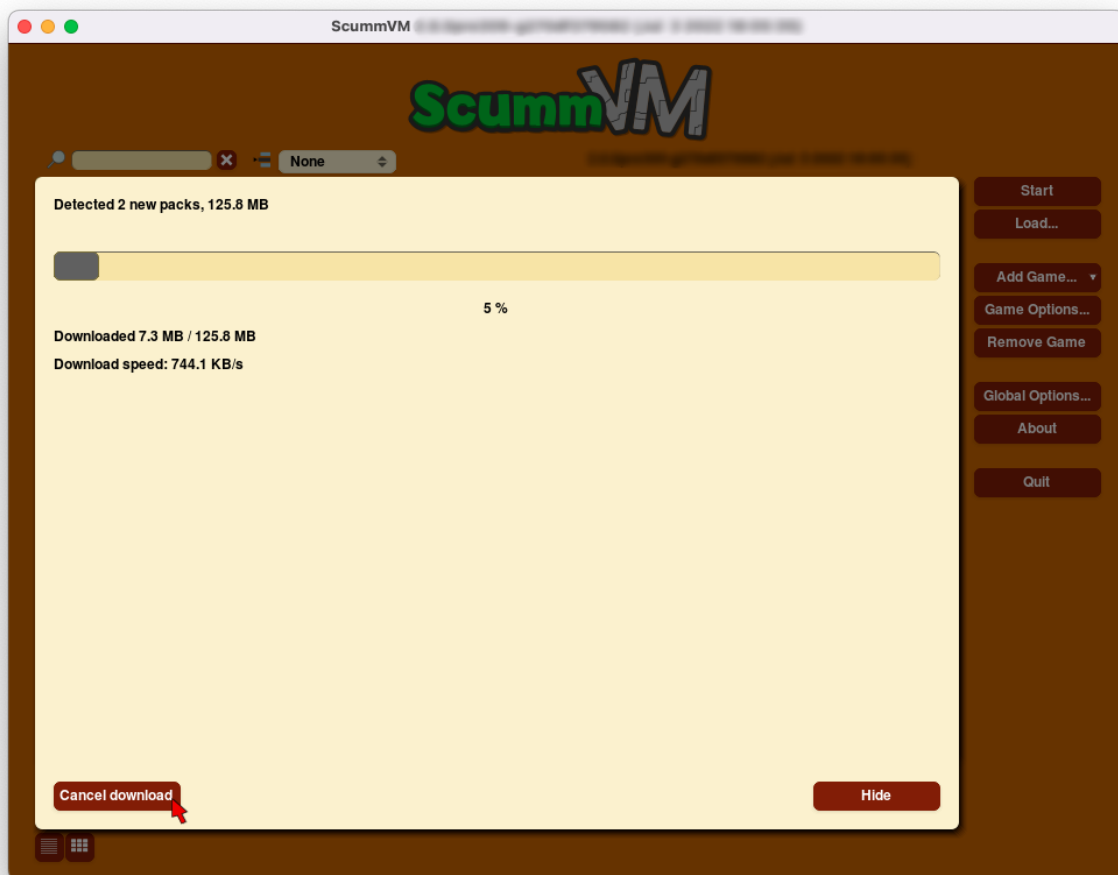 ScummVM
ScummVM
None
Detected 2 new packs, 125.8 MB
5 %
Downloaded 7.3 MB / 125.8 MB
Download speed: 744.1 KB/s
Cancel download
Hide
Start
Load...
Add Game...
Game Options...
Remove Game
Global Options...
About
Quit